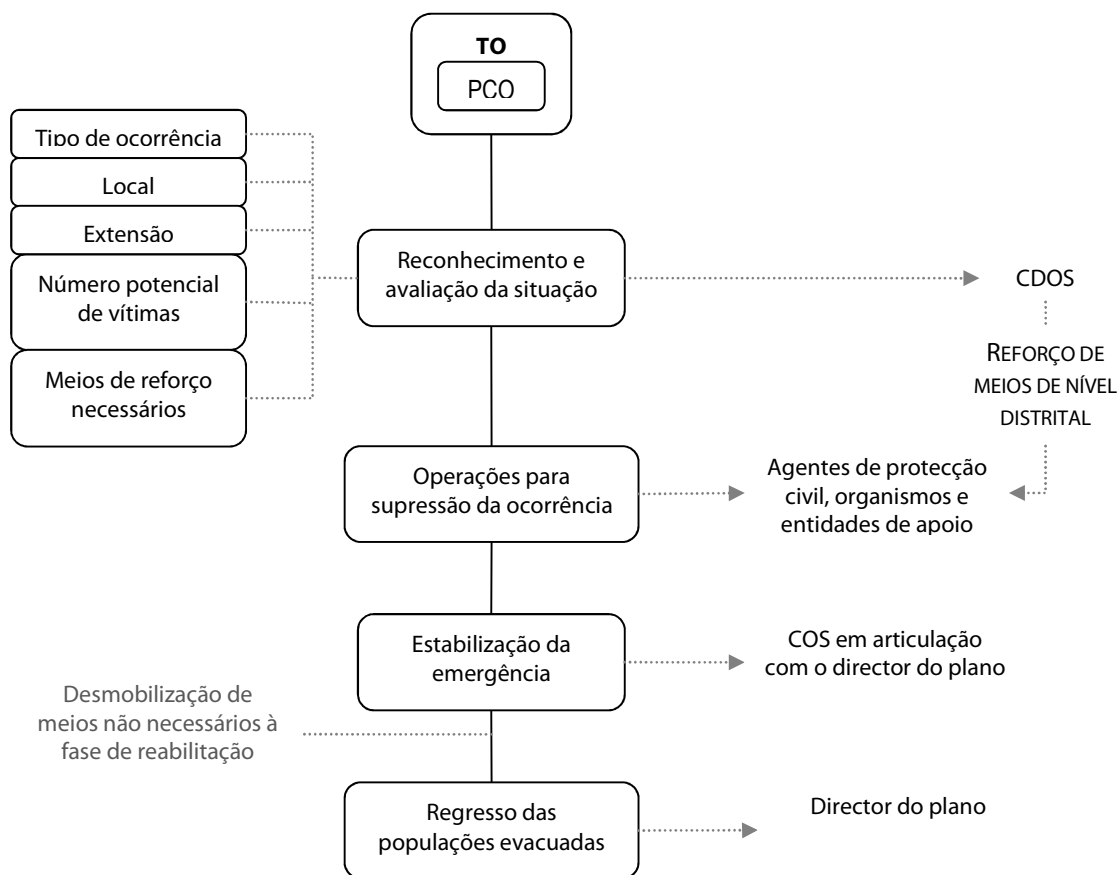 TO
PCO
Tipo de ocorrência
Local
Extensão
Número potencial
de vítimas
Meios de reforço
necessários
Reconhecimento e
avaliação da situação
CDOS
REFORÇO DE
MEIOS DE NÍVEL
DISTRITAL
Operações para
supressão da ocorrência
Agentes de protecção
civil, organismos e
entidades de apoio
Estabilização da
emergência
COS em articulação
com o director do plano
Desmobilização de
meios não necessários à
fase de reabilitação
Regresso das
populações evacuadas
Director do plano